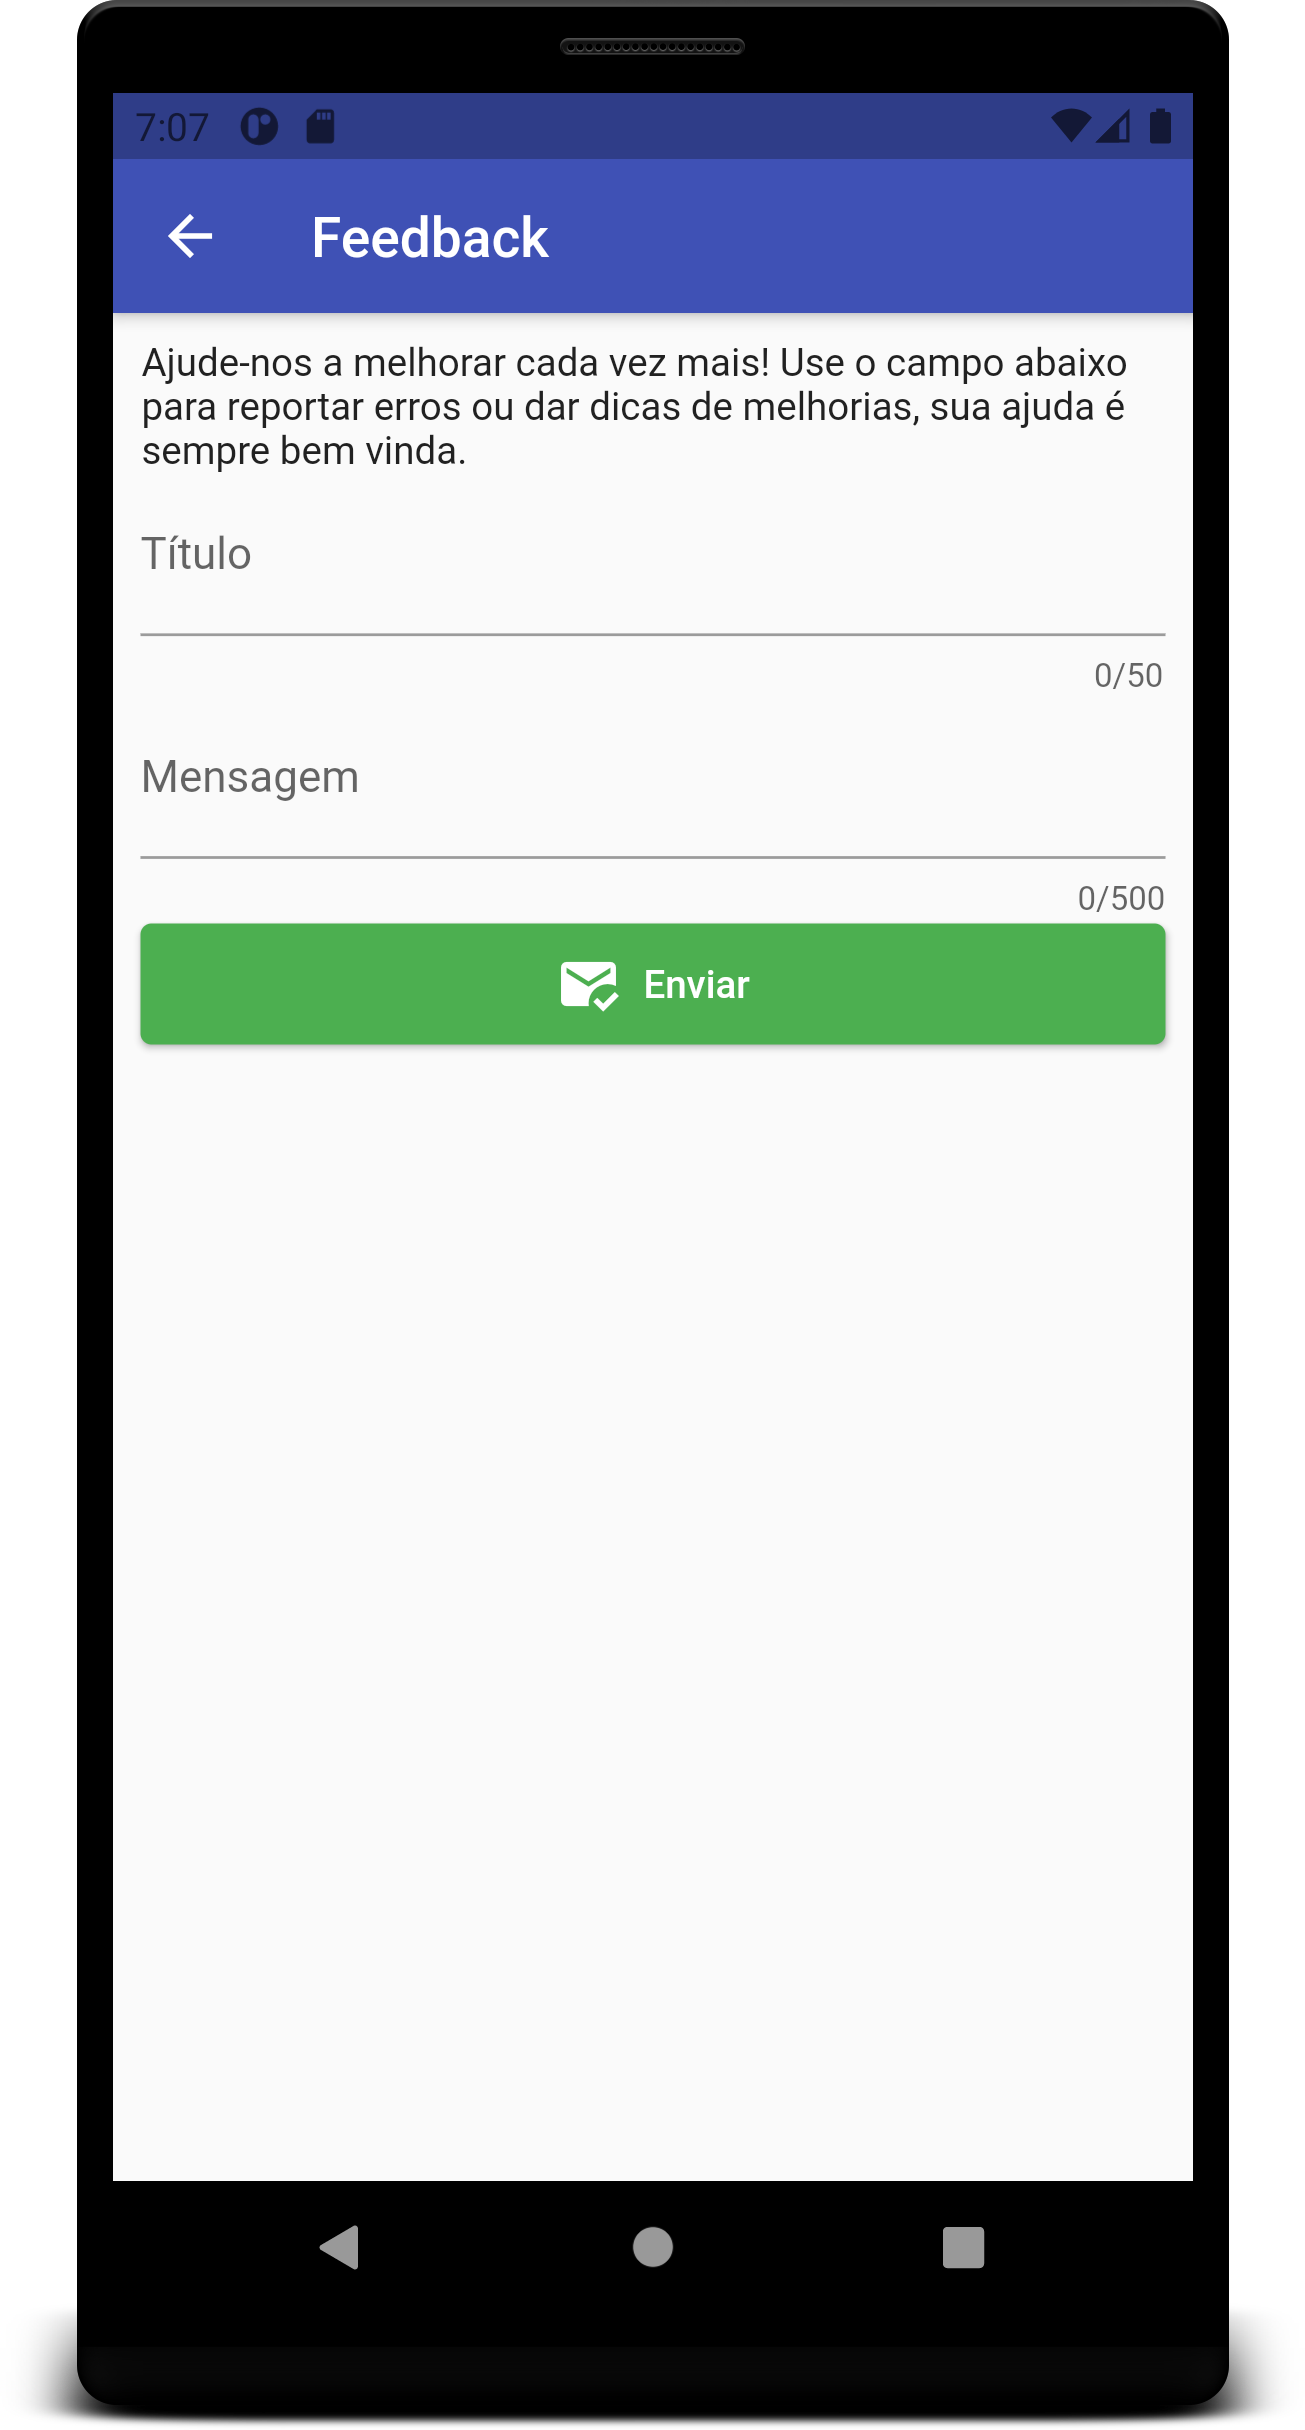 7:07
Feedback
Ajude-nos a melhorar cada vez mais! Use o campo abaixo
para reportar erros ou dar dicas de melhorias, sua ajuda é
sempre bem vinda.
Título
0/50
Mensagem
0/500
Enviar